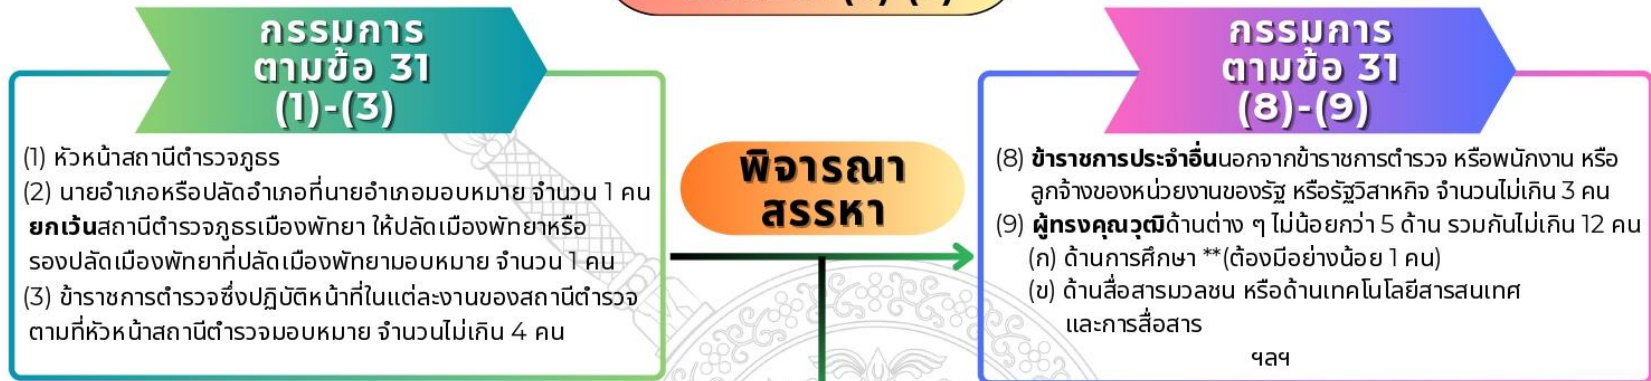 กรรมการ
ตามข้อ 31
(1)-(3)
(1) หัวหน้าสถานีตำรวจภูธร
(2) นายอำเภอหรือปลัดอำเภอที่นายอำเภอมอบหมาย จำนวน 1 คน
ยกเว้นสถานีตำรวจภูธรเมืองพัทยา ให้ปลัดเมืองพัทยาหรือ
รองปลัดเมืองพัทยาที่ปลัดเมืองพัทยามอบหมาย จำนวน 1 คน
(3) ข้าราชการตำรวจซึ่งปฏิบัติหน้าที่ในแต่ละงานของสถานีตำรวจ
ตามที่หัวหน้าสถานีตำรวจมอบหมาย จำนวนไม่เกิน 4 คน
พิจารณา
สรรหา
กรรมการ
ตามข้อ 31
(8)-(9)
(8) ข้าราชการประจำอื่นนอกจากข้าราชการตำรวจ หรือพนักงาน หรือ
ลูกจ้างของหน่วยงานของรัฐ หรือรัฐวิสาหกิจ จำนวนไม่เกิน 3 คน
(9) ผู้ทรงคุณวุฒิด้านต่าง ๆ ไม่น้อยกว่า 5 ด้าน รวมกันไม่เกิน 12 คน
(ก) ด้านการศึกษา **(ต้องมีอย่างน้อย 1 คน)
(ข) ด้านสื่อสารมวลชน หรือด้านเทคโนโลยีสารสนเทศ
และการสื่อสาร
ฯลฯ